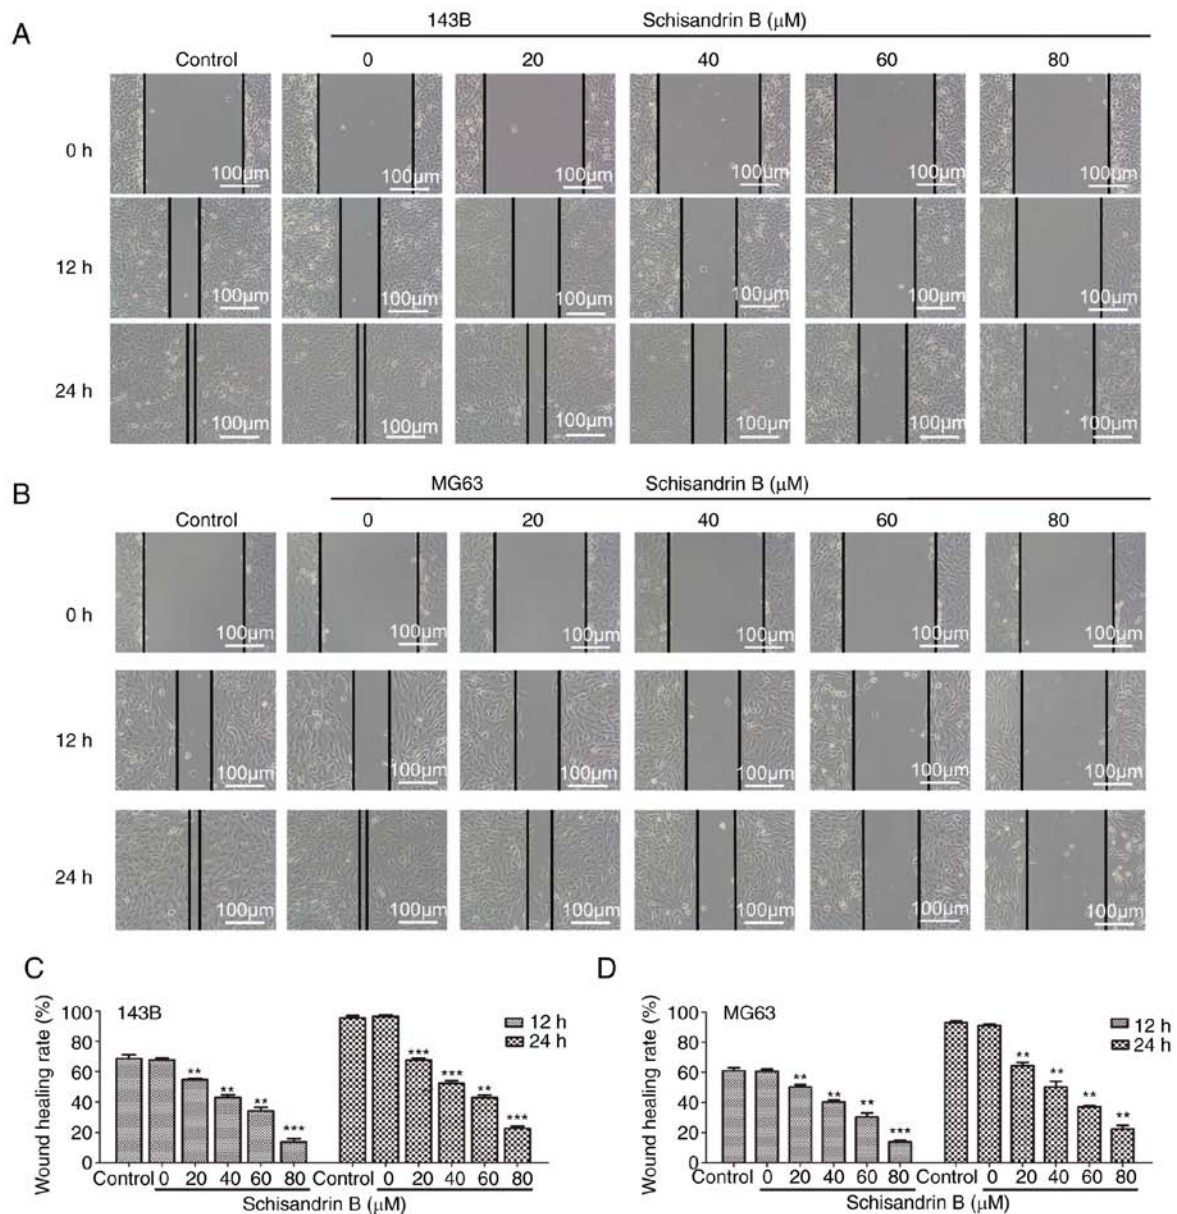 A
143B Schisandrin B (μM)
Control 0 20 40 60 80
0 h
100μm 100μm 100μm 100μm 100μm 100μm
12 h
100μm 100μm 100μm 100μm 100μm 100μm
24 h
100μm 100μm 100μm 100μm 100μm 100μm
B
MG63 Schisandrin B (μM)
Control 0 20 40 60 80
0 h
100μm 100μm 100μm 100μm 100μm 100μm
12 h
100μm 100μm 100μm 100μm 100μm 100μm
24 h
100μm 100μm 100μm 100μm 100μm 100μm
C
143B
Wound healing rate (%)
100
80
60
40
20
0
12 h
24 h
** ** ** *** *** *** ** ***
Control 0 20 40 60 80 Control 0 20 40 60 80
Schisandrin B (μM)
D
MG63
Wound healing rate (%)
100
80
60
40
20
0
12 h
24 h
** ** ** *** ** ** ** **
Control 0 20 40 60 80 Control 0 20 40 60 80
Schisandrin B (μM)